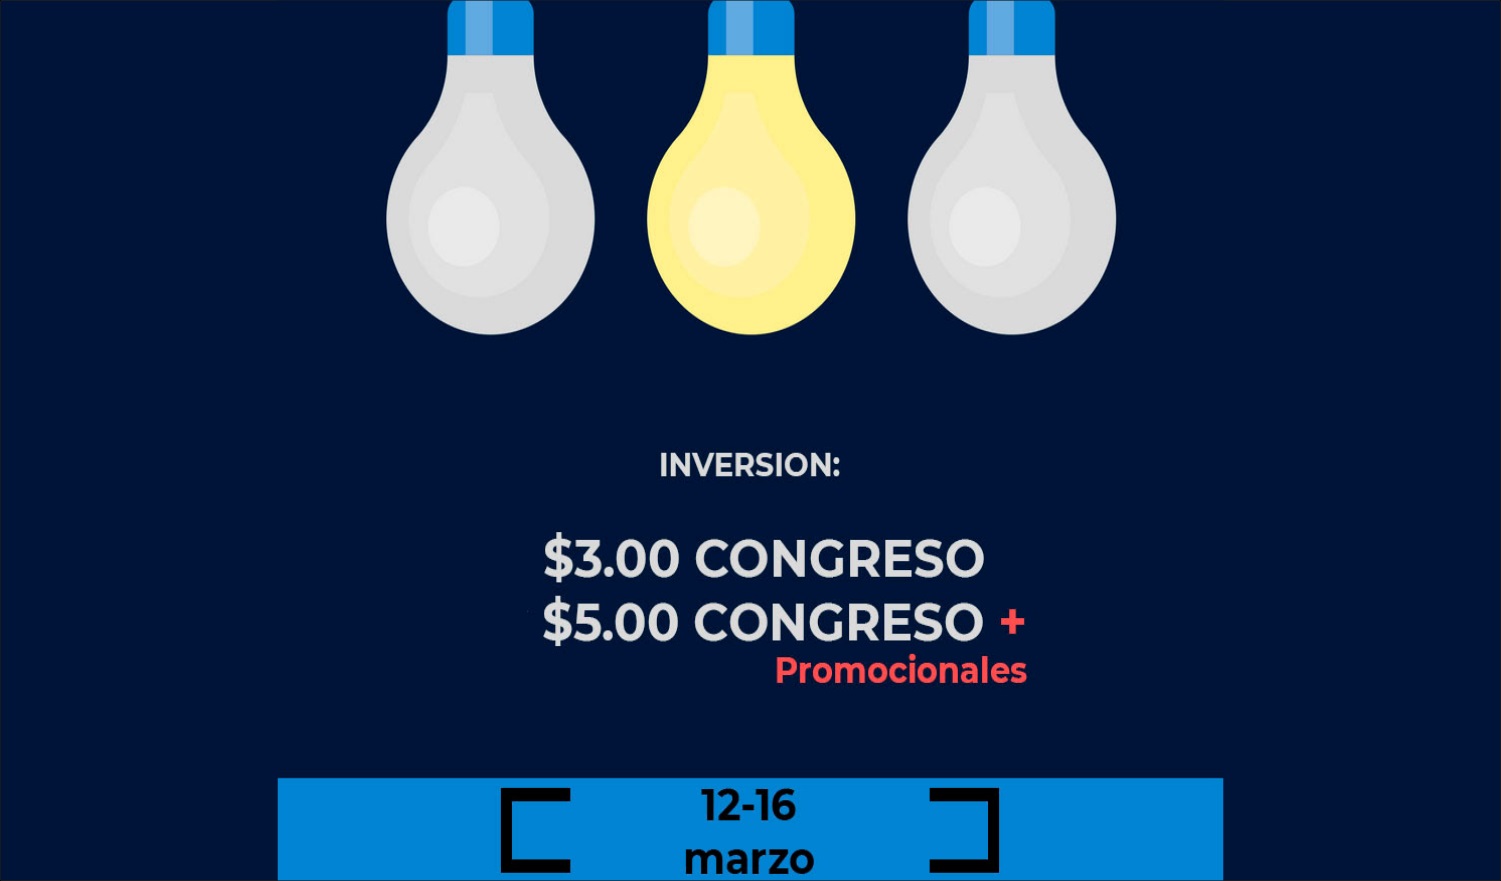 INVERSION:
$3.00 CONGRESO
$5.00 CONGRESO +
Promocionales
12-16
marzo